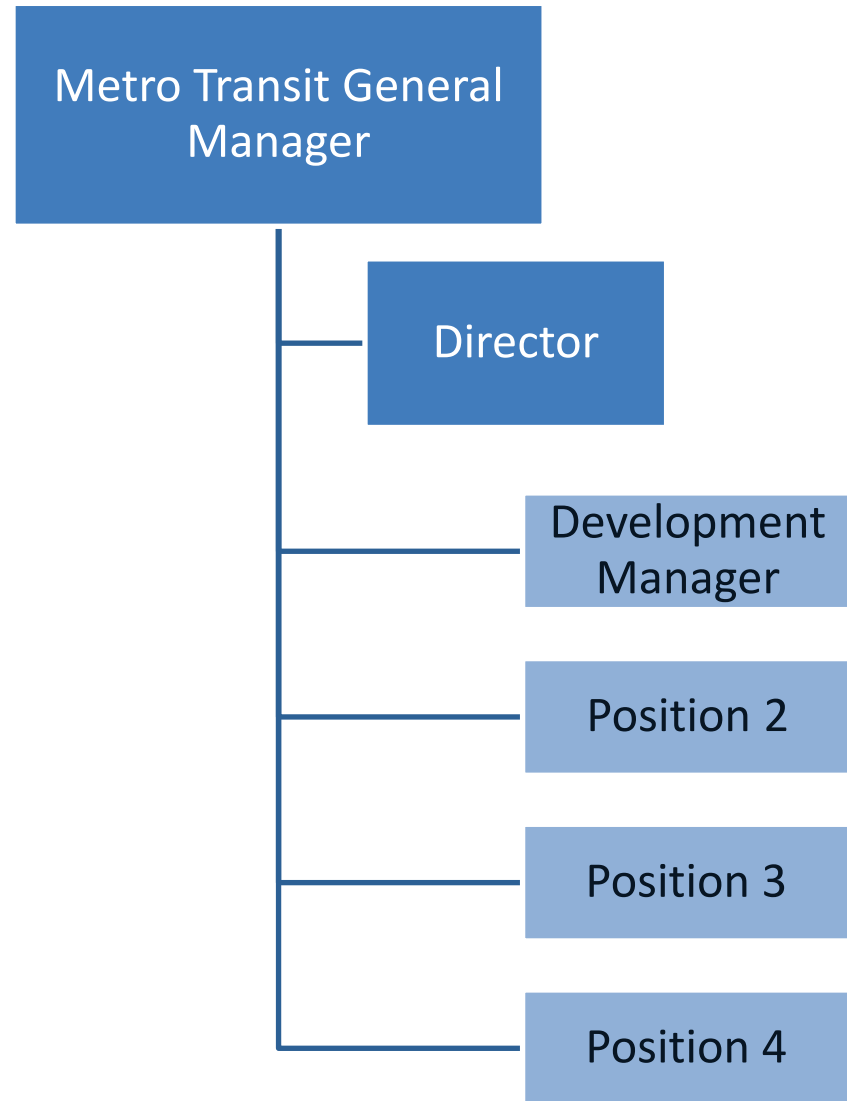 Metro Transit General
Manager
Director
Development
Manager
Position 2
Position 3
Position 4